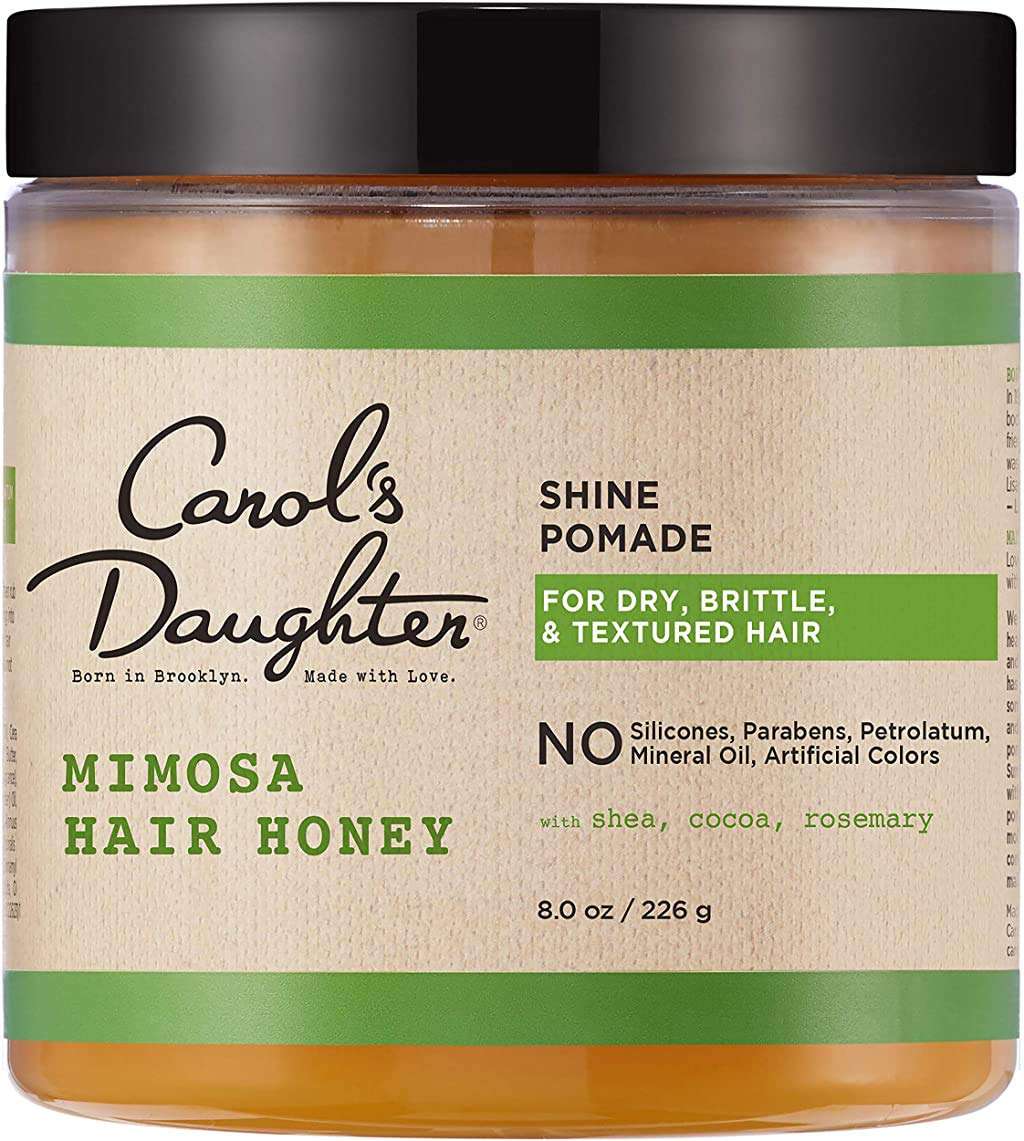 Carol's
Daughter®
Born in Brooklyn. Made with Love.
MIMOSA
HAIR HONEY
SHINE
POMADE
FOR DRY, BRITTLE,
& TEXTURED HAIR
NO Silicones, Parabens, Petrolatum,
Mineral Oil, Artificial Colors
with shea, cocoa, rosemary
8.0 oz / 226 g